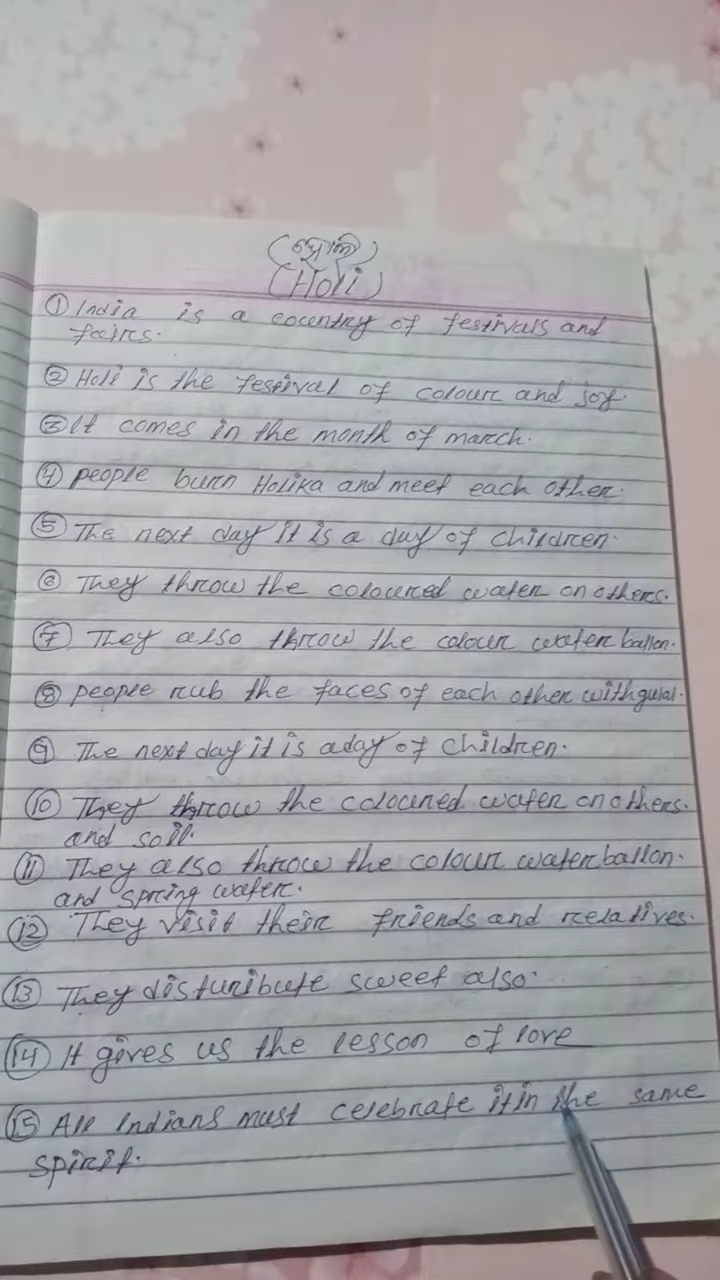 (হোলি)
(Holi)
① India is a country of festivals and
fairs.
② Holi is the festival of colour and joy.
③ It comes in the month of march.
④ people burn Holika and meet each other.
⑤ The next day it is a day of children.
⑥ They throw the coloured water on others.
⑦ They also throw the colour water ballon.
⑧ people rub the faces of each other with gulal.
⑨ The next day it is a day of children.
⑩ They throw the coloured water on others.
and soil.
⑪ They also throw the colour water ballon.
and spring water.
⑫ They visit their friends and relatives.
⑬ They disturibute sweet also.
⑭ It gives us the lesson of love
⑮ All Indians must celebrate it in the same
spirit.